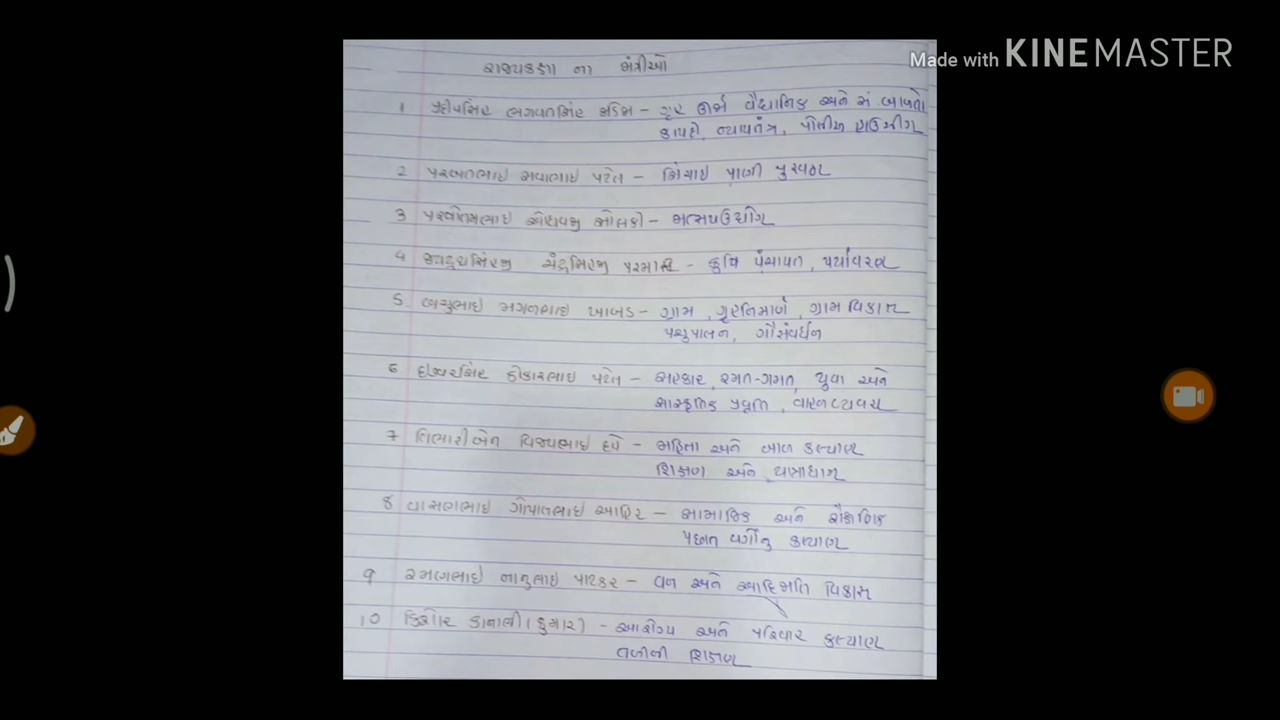 Made with KINEMASTER
રાજ્યકક્ષા ના મંત્રીઓ
1 પ્રદીપસિંહ ભગવતસિંહ જાડેજા – ગૃહ ઊર્જા વૈધાનિક અને સં બાબતો
કાયદો, ન્યાયતંત્ર, પોલીસ હાઉસીંગ
2 પરબતભાઇ સવાભાઇ પટેલ – સિંચાઇ પાણી પુરવઠા
3 પરસોતમભાઇ ઓધવજી સોલંકી – મત્સ્યઉદ્યોગ
4 જયદ્રથસિંહજી ચંદ્રસિંહજી પરમાર – કૃષિ પંચાયત, પર્યાવરણ
5 બચુભાઇ મગનભાઇ ખાબડ – ગ્રામ, ગૃહનિર્માણ, ગ્રામ વિકાસ
પશુપાલન, ગૌસંવર્ધન
6 ઇશ્વરસિંહ ઠાકોરભાઇ પટેલ – સહકાર, રમત-ગમત, યુવા અને
સાંસ્કૃતિક પ્રવૃત્તિ, વાહનવ્યવહાર
7 વિભાવરીબેન વિજયભાઇ દવે – મહિલા અને બાળ કલ્યાણ
શિક્ષણ અને યાત્રાધામ
8 વાસણભાઇ ગોપાલભાઇ આહિર – સામાજિક અને શૈક્ષણિક
પછાત વર્ગોનું કલ્યાણ
9 રમણભાઇ નાનુભાઇ પાટકર – વન અને આદિજાતિ વિકાસ
10 કિશોર કાનાણી (કુમાર) – આરોગ્ય અને પરિવાર કલ્યાણ
તબીબી શિક્ષણ